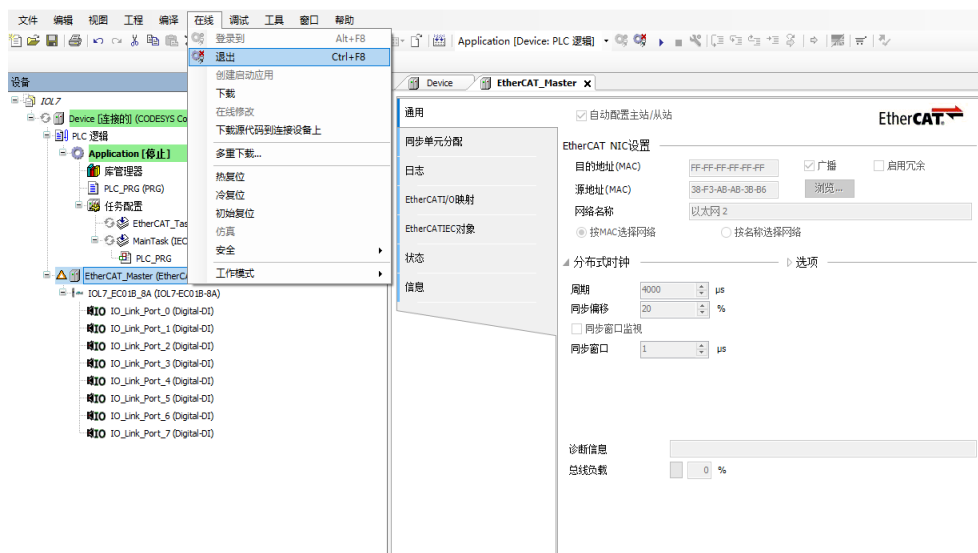 文件 编辑 视图 工程 编译 在线 调试 工具 窗口 帮助
Application [Device: PLC 逻辑]
登录到 Alt+F8
退出 Ctrl+F8
创建启动应用
下载
在线修改
下载源代码到连接设备上
多重下载...
热复位
冷复位
初始复位
仿真
安全
工作模式
设备
IOL7
Device [连接的] (CODESYS Co
PLC 逻辑
Application [停止]
库管理器
PLC_PRG (PRG)
任务配置
EtherCAT_Tas
MainTask (IEC
PLC_PRG
EtherCAT_Master (EtherCA
IOL7_EC01B_8A (IOL7-EC01B-8A)
IO_Link_Port_0 (Digital-DI)
IO_Link_Port_1 (Digital-DI)
IO_Link_Port_2 (Digital-DI)
IO_Link_Port_3 (Digital-DI)
IO_Link_Port_4 (Digital-DI)
IO_Link_Port_5 (Digital-DI)
IO_Link_Port_6 (Digital-DI)
IO_Link_Port_7 (Digital-DI)
Device EtherCAT_Master
通用
同步单元分配
日志
EtherCATI/O映射
EtherCATIEC对象
状态
信息
自动配置主站/从站
EtherCAT
EtherCAT NIC设置
目的地址(MAC) FF-FF-FF-FF-FF-FF 广播 启用冗余
源地址(MAC) 38-F3-AB-AB-3B-B6 浏览...
网络名称 以太网 2
按MAC选择网络 按名称选择网络
分布式时钟 选项
周期 4000 µs
同步偏移 20 %
同步窗口监视
同步窗口 1 µs
诊断信息
总线负载 0 %